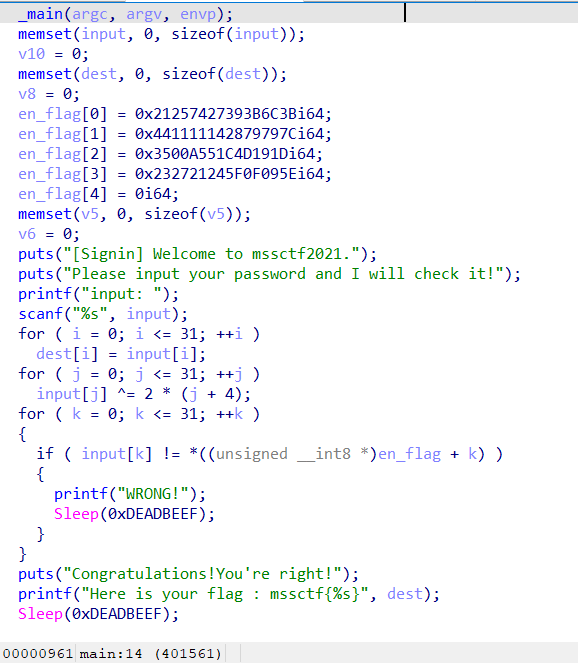 _main(argc, argv, envp);
memset(input, 0, sizeof(input));
v10 = 0;
memset(dest, 0, sizeof(dest));
v8 = 0;
en_flag[0] = 0x21257427393B6C3Bi64;
en_flag[1] = 0x441111142879797Ci64;
en_flag[2] = 0x3500A551C4D191Di64;
en_flag[3] = 0x232721245F0F095Ei64;
en_flag[4] = 0i64;
memset(v5, 0, sizeof(v5));
v6 = 0;
puts("[Signin] Welcome to mssctf2021.");
puts("Please input your password and I will check it!");
printf("input: ");
scanf("%s", input);
for ( i = 0; i <= 31; ++i )
dest[i] = input[i];
for ( j = 0; j <= 31; ++j )
input[j] ^= 2 * (j + 4);
for ( k = 0; k <= 31; ++k )
{
if ( input[k] != *((unsigned __int8 *)en_flag + k) )
{
printf("WRONG!");
Sleep(0xDEADBEEF);
}
}
puts("Congratulations!You're right!");
printf("Here is your flag : mssctf{%s}", dest);
Sleep(0xDEADBEEF);
00000961 main:14 (401561)